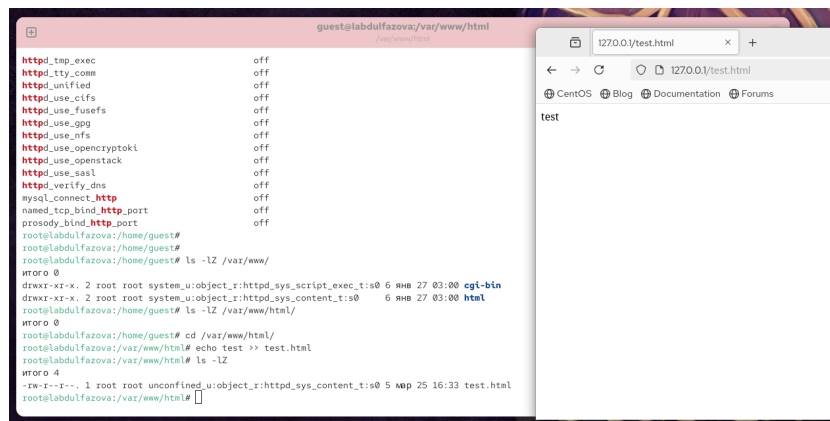 guest@labdulfazova:/var/www/html
/var/www/html
httpd_tmp_exec off
httpd_tty_comm off
httpd_unified off
httpd_use_cifs off
httpd_use_fusefs off
httpd_use_gpg off
httpd_use_nfs off
httpd_use_opencryptoki off
httpd_use_openstack off
httpd_use_sasl off
httpd_verify_dns off
mysql_connect_http off
named_tcp_bind_http_port off
prosody_bind_http_port off
root@labdulfazova:/home/guest#
root@labdulfazova:/home/guest#
root@labdulfazova:/home/guest# ls -lZ /var/www/
итого 0
drwxr-xr-x. 2 root root system_u:object_r:httpd_sys_script_exec_t:s0 6 янв 27 03:00 cgi-bin
drwxr-xr-x. 2 root root system_u:object_r:httpd_sys_content_t:s0 6 янв 27 03:00 html
root@labdulfazova:/home/guest# ls -lZ /var/www/html/
итого 0
root@labdulfazova:/home/guest# cd /var/www/html/
root@labdulfazova:/var/www/html# echo test >> test.html
root@labdulfazova:/var/www/html# ls -lZ
итого 4
-rw-r--r--. 1 root root unconfined_u:object_r:httpd_sys_content_t:s0 5 мар 25 16:33 test.html
root@labdulfazova:/var/www/html#
127.0.0.1/test.html
127.0.0.1/test.html
CentOS Blog Documentation Forums
test